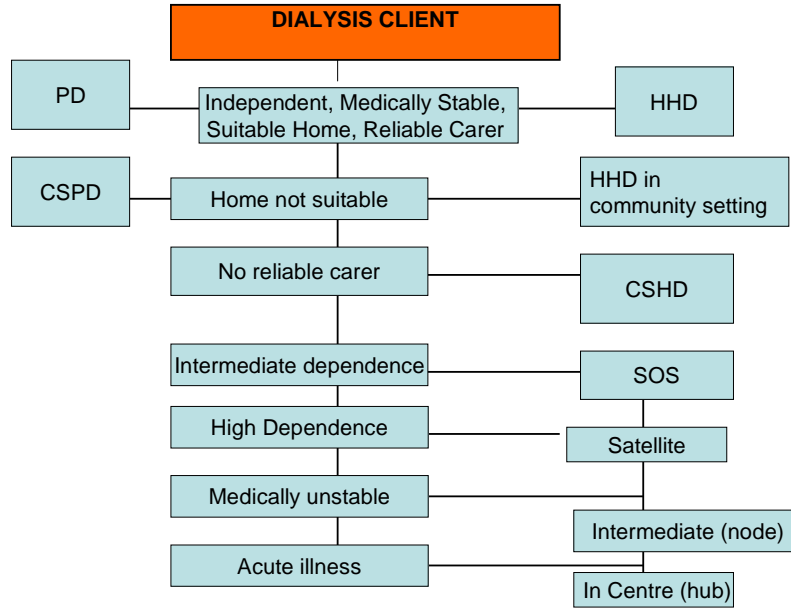 DIALYSIS CLIENT
PD
Independent, Medically Stable,
Suitable Home, Reliable Carer
HHD
CSPD
Home not suitable
HHD in
community setting
No reliable carer
CSHD
Intermediate dependence
SOS
High Dependence
Satellite
Medically unstable
Intermediate (node)
Acute illness
In Centre (hub)